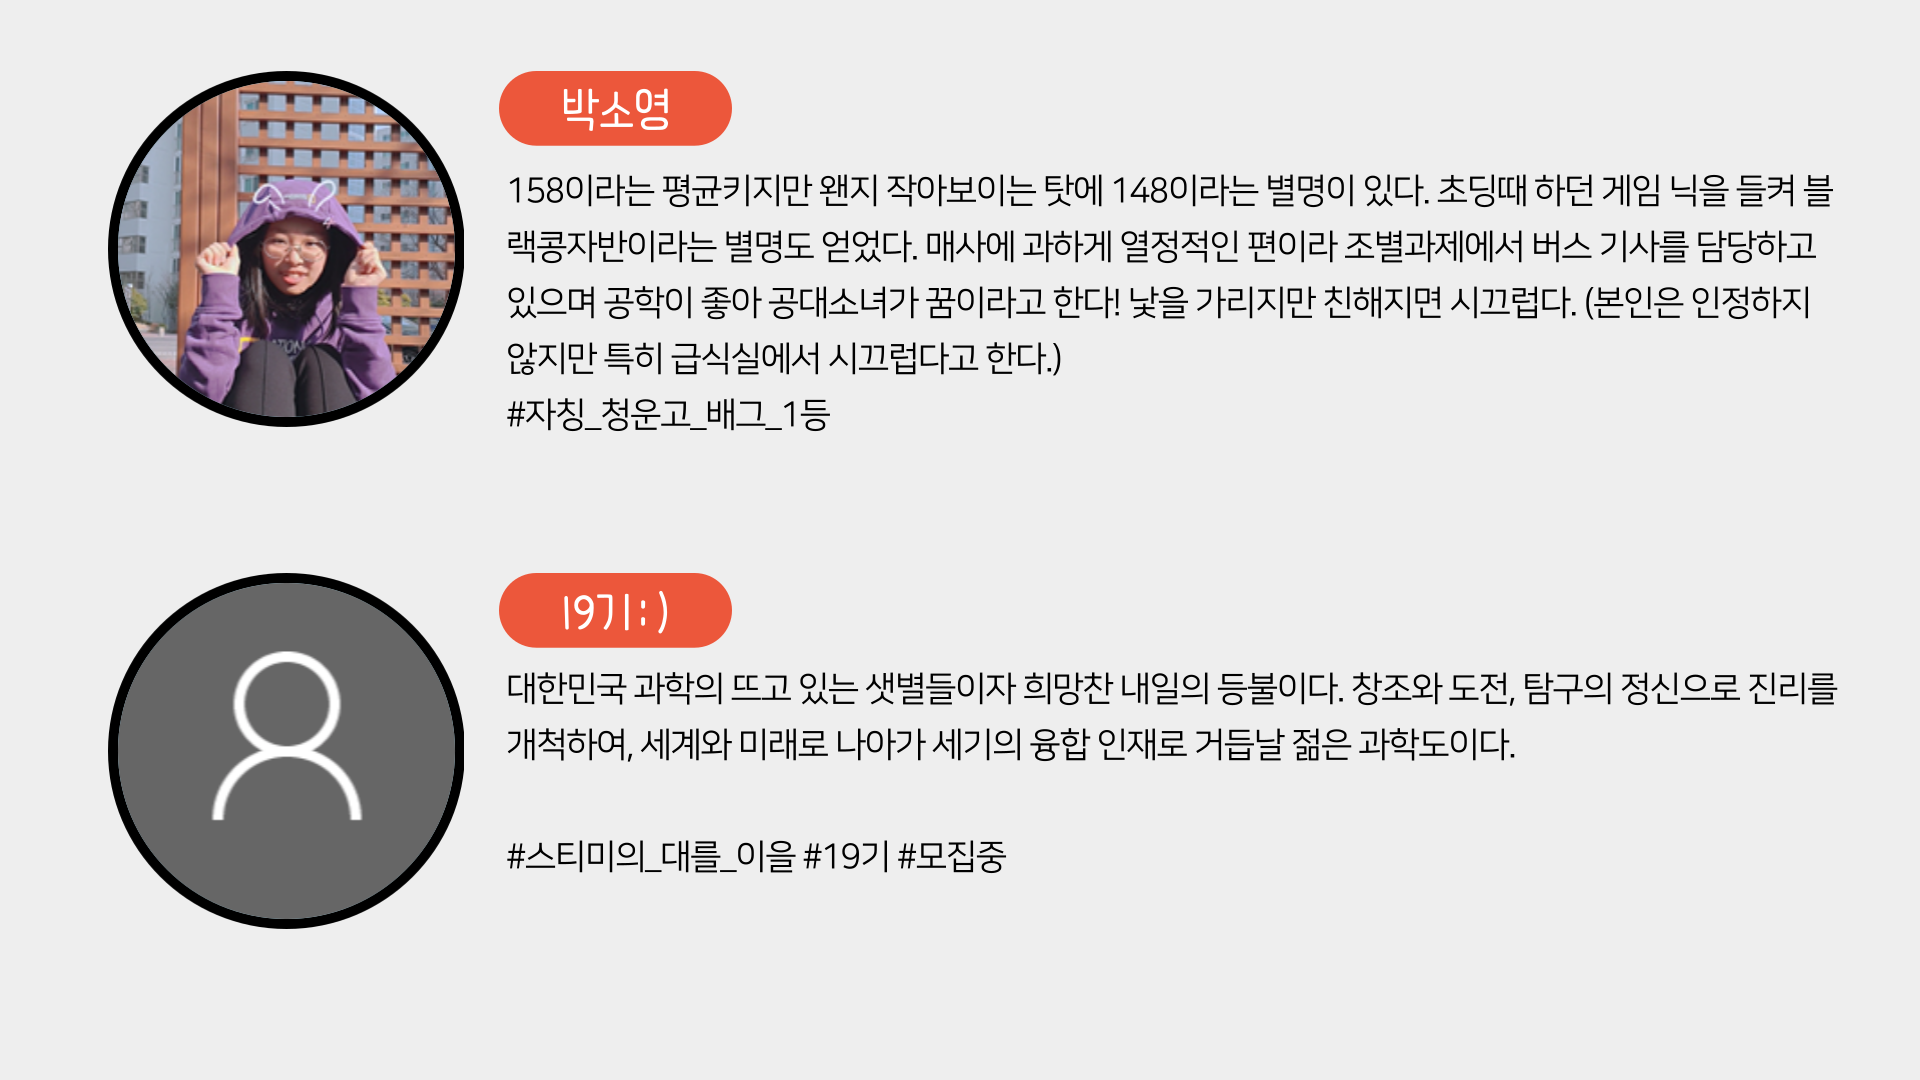 박소영
158이라는 평균키지만 왠지 작아보이는 탓에 148이라는 별명이 있다. 초딩때 하던 게임 닉을 들켜 블
랙콩자반이라는 별명도 얻었다. 매사에 과하게 열정적인 편이라 조별과제에서 버스 기사를 담당하고
있으며 공학이 좋아 공대소녀가 꿈이라고 한다! 낯을 가리지만 친해지면 시끄럽다. (본인은 인정하지
않지만 특히 급식실에서 시끄럽다고 한다.)
#자칭_청운고_배그_1등
19기:)
대한민국 과학의 뜨고 있는 샛별들이자 희망찬 내일의 등불이다. 창조와 도전, 탐구의 정신으로 진리를
개척하여, 세계와 미래로 나아가 세기의 융합 인재로 거듭날 젊은 과학도이다.
#스티미의_대를_이을 #19기 #모집중